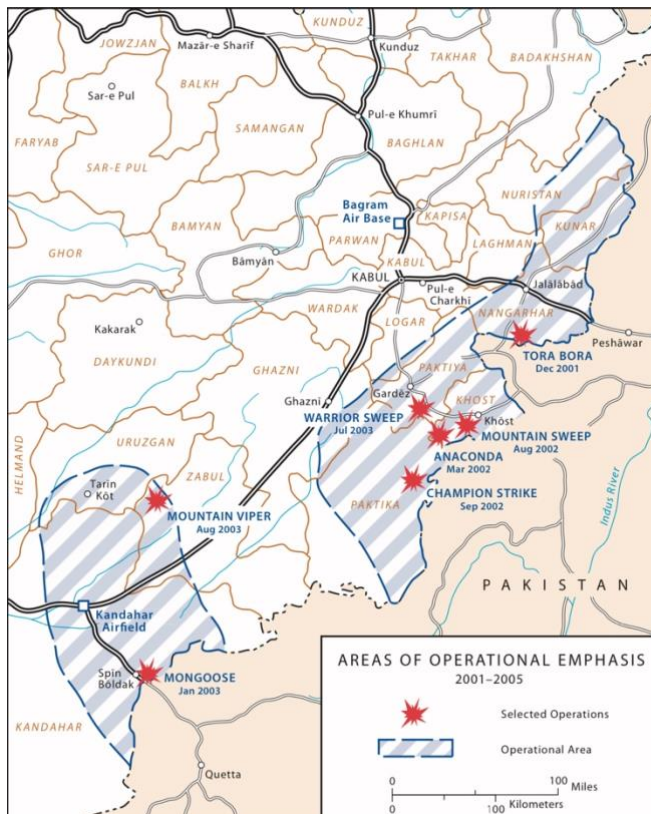 KUNDUZ
JOWZJAN
Mazār-e Sharīf
Kunduz
TAKHAR
BADAKHSHAN
BALKH
Sar-e Pul
Pul-e Khumrī
SAMANGAN
BAGHLAN
FARYAB
SAR-E PUL
NURISTAN
Bagram
Air Base
KAPISA
KUNAR
BAMYAN
PARWAN
LAGHMAN
GHOR
Bāmyān
KABUL
KABUL
Pul-e
Charkhī
Jalālābād
WARDAK
NANGARHAR
LOGAR
Kakarak
Peshāwar
DAYKUNDI
GHAZNI
PAKTIYA
TORA BORA
Dec 2001
Gardēz
KHOST
Ghazni
WARRIOR SWEEP
Jul 2003
Khōst
MOUNTAIN SWEEP
Aug 2002
URUZGAN
ANACONDA
Mar 2002
HELMAND
ZABUL
Tarin
Kōt
CHAMPION STRIKE
Sep 2002
PAKTIKA
MOUNTAIN VIPER
Aug 2003
Indus River
PAKISTAN
Kandahar
Airfield
AREAS OF OPERATIONAL EMPHASIS
2001–2005
Spin
Bōldak
MONGOOSE
Jan 2003
Selected Operations
KANDAHAR
Operational Area
Quetta
0 100
Miles
0 100
Kilometers